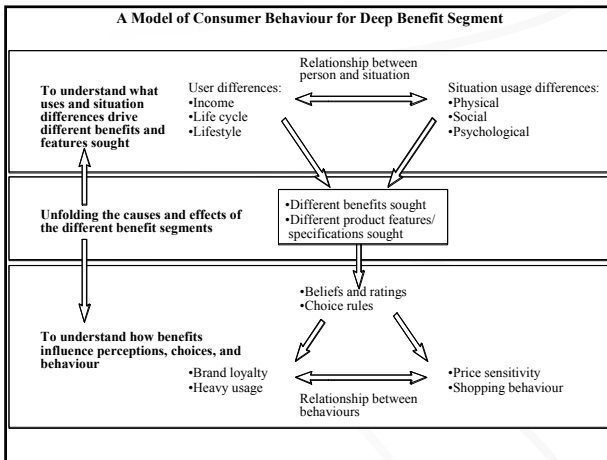 A Model of Consumer Behaviour for Deep Benefit Segment
Relationship between
person and situation
To understand what
uses and situation
differences drive
different benefits and
features sought
User differences:
•Income
•Life cycle
•Lifestyle
Situation usage differences:
•Physical
•Social
•Psychological
Unfolding the causes and effects of
the different benefit segments
•Different benefits sought
•Different product features/
specifications sought
•Beliefs and ratings
•Choice rules
To understand how benefits
influence perceptions, choices, and
behaviour
•Brand loyalty
•Heavy usage
•Price sensitivity
•Shopping behaviour
Relationship between
behaviours